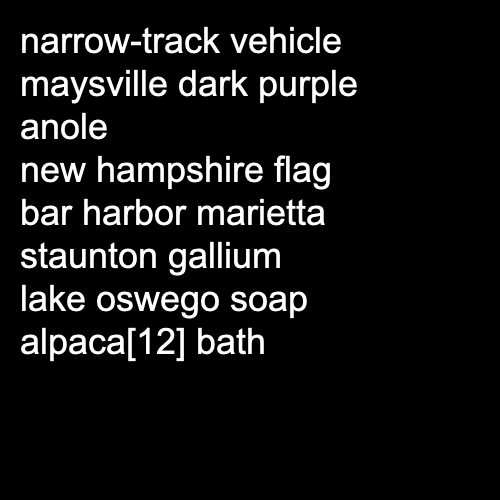 narrow-track vehicle
maysville dark purple
anole
new hampshire flag
bar harbor marietta
staunton gallium
lake oswego soap
alpaca[12] bath